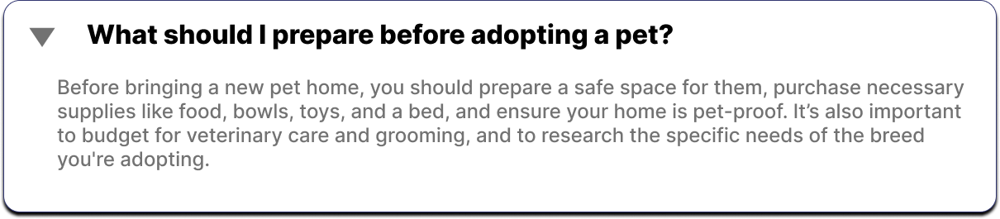 What should I prepare before adopting a pet?
Before bringing a new pet home, you should prepare a safe space for them, purchase necessary
supplies like food, bowls, toys, and a bed, and ensure your home is pet-proof. It’s also important
to budget for veterinary care and grooming, and to research the specific needs of the breed
you're adopting.